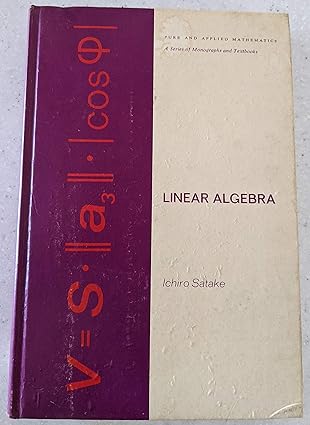 PURE AND APPLIED MATHEMATICS
A Series of Monographs and Textbooks
V = S · ‖a₃‖ · |cos φ|
LINEAR ALGEBRA
Ichiro Satake